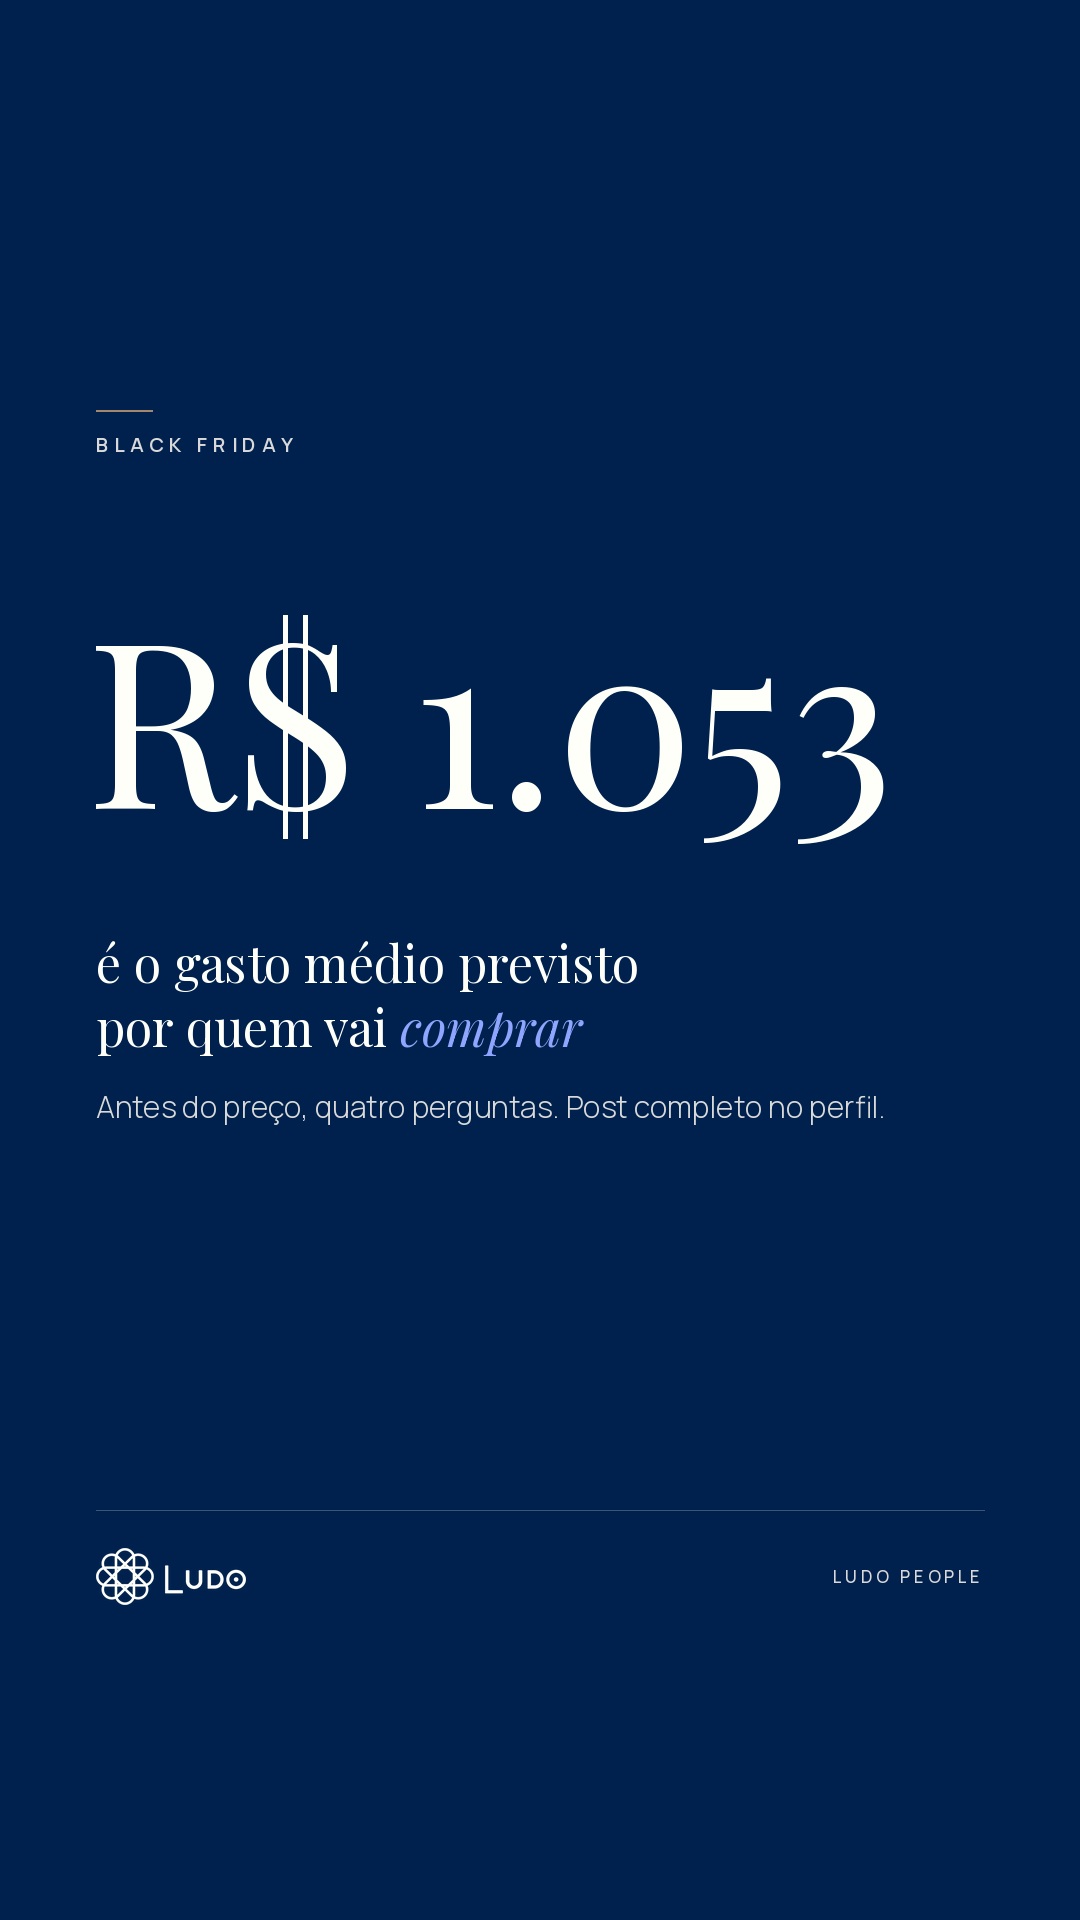 BLACK FRIDAY
R$ 1.053
é o gasto médio previsto
por quem vai comprar
Antes do preço, quatro perguntas. Post completo no perfil.
LUDO
LUDO PEOPLE